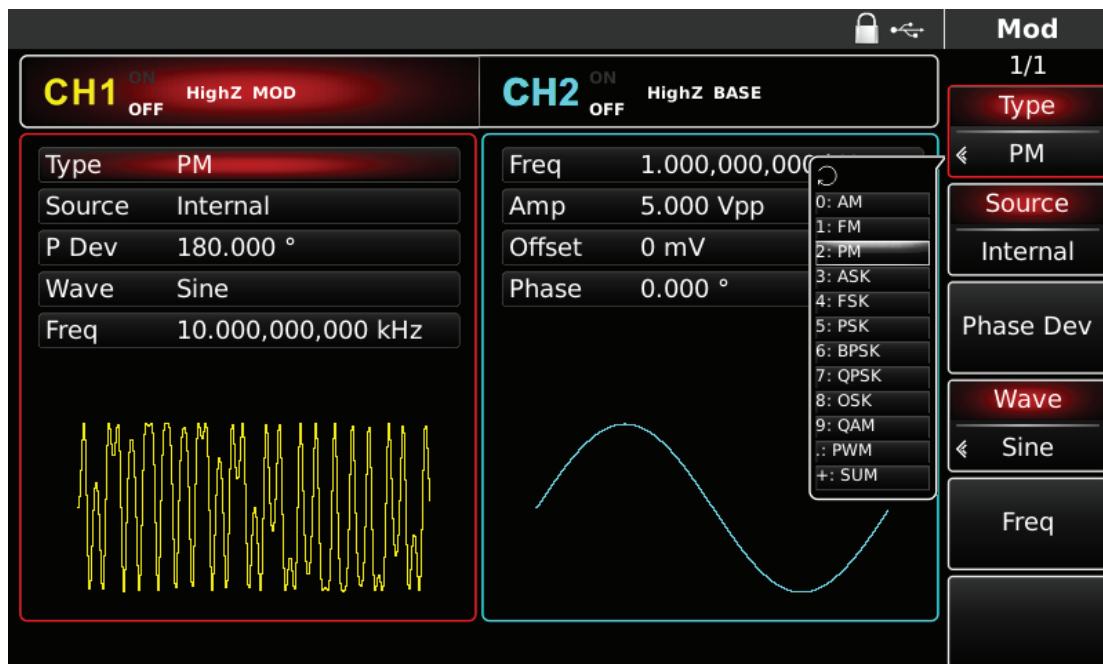 Mod
1/1
CH1 ON OFF HighZ MOD
CH2 ON OFF HighZ BASE
Type PM
Source Internal
P Dev 180.000 °
Wave Sine
Freq 10.000,000,000 kHz
Freq 1.000,000,000
Amp 5.000 Vpp
Offset 0 mV
Phase 0.000 °
0: AM
1: FM
2: PM
3: ASK
4: FSK
5: PSK
6: BPSK
7: QPSK
8: OSK
9: QAM
.: PWM
+: SUM
Type
PM
Source
Internal
Phase Dev
Wave
Sine
Freq